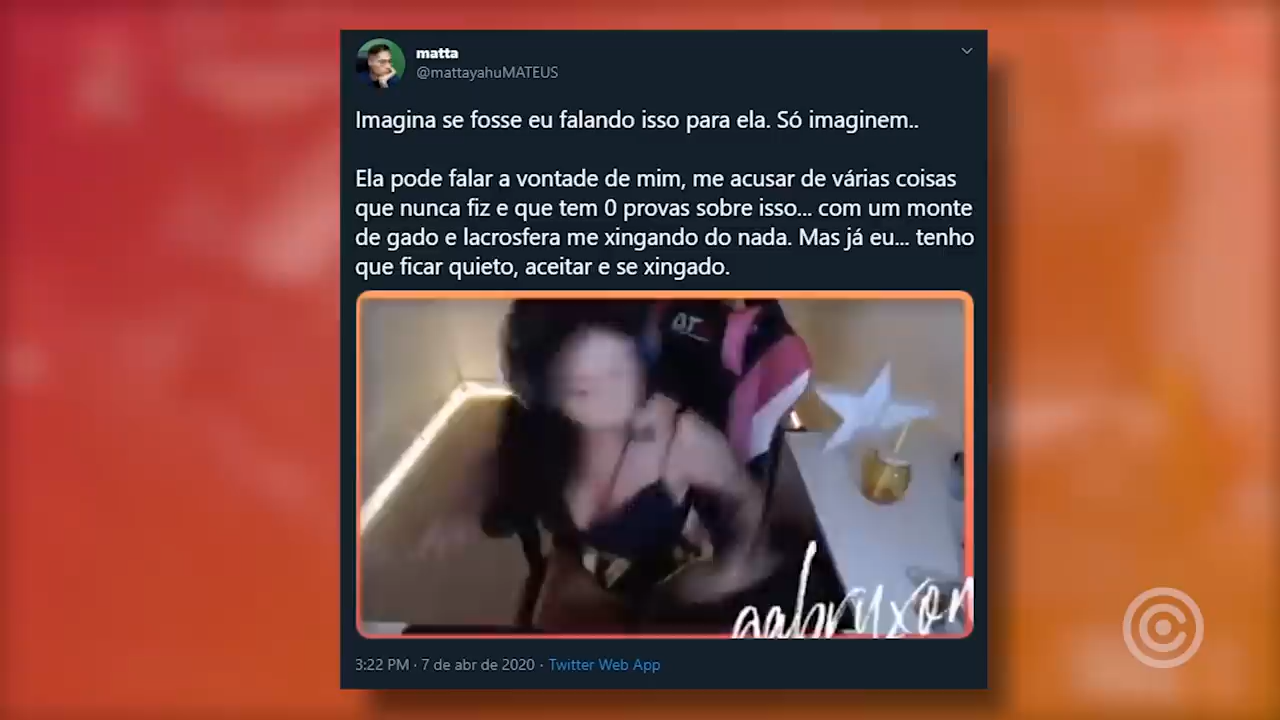 matta
@mattayahuMATEUS
Imagina se fosse eu falando isso para ela. Só imaginem..
Ela pode falar a vontade de mim, me acusar de várias coisas
que nunca fiz e que tem 0 provas sobre isso... com um monte
de gado e lacrosfera me xingando do nada. Mas já eu... tenho
que ficar quieto, aceitar e se xingado.
gabryxon
3:22 PM · 7 de abr de 2020 · Twitter Web App